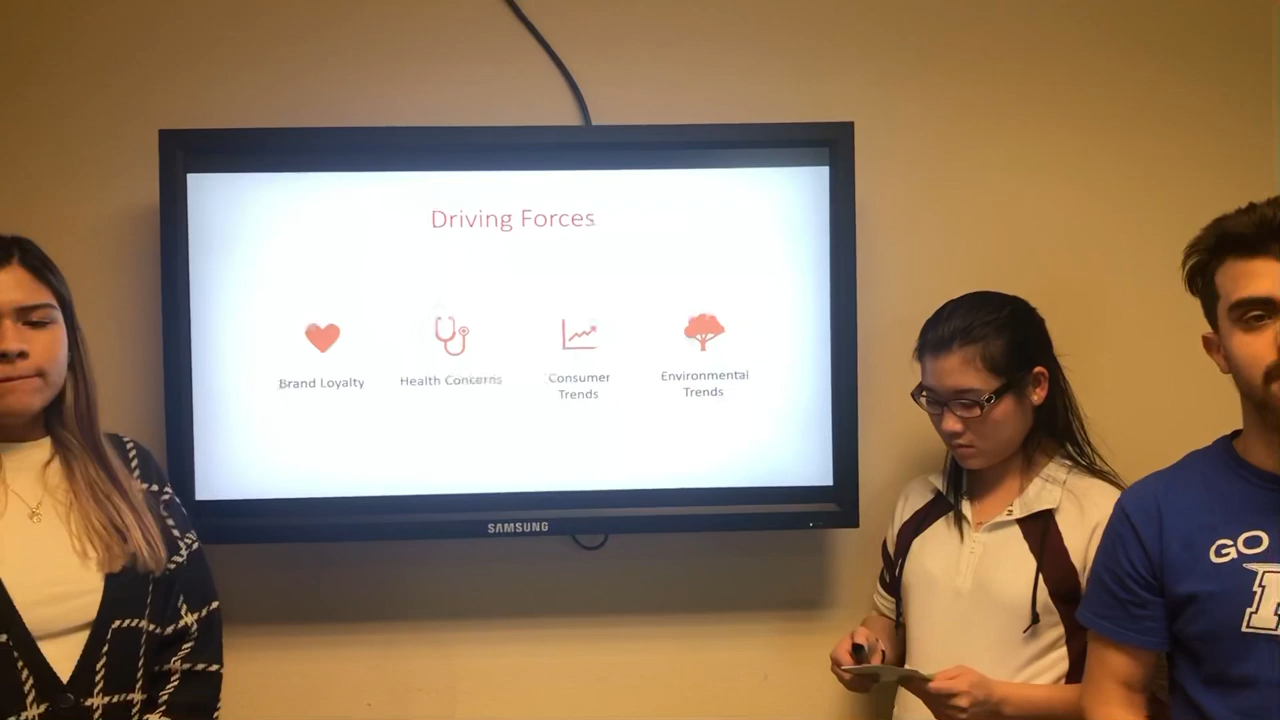 Driving Forces
Brand Loyalty
Health Concerns
Consumer
Trends
Environmental
Trends
SAMSUNG
GO